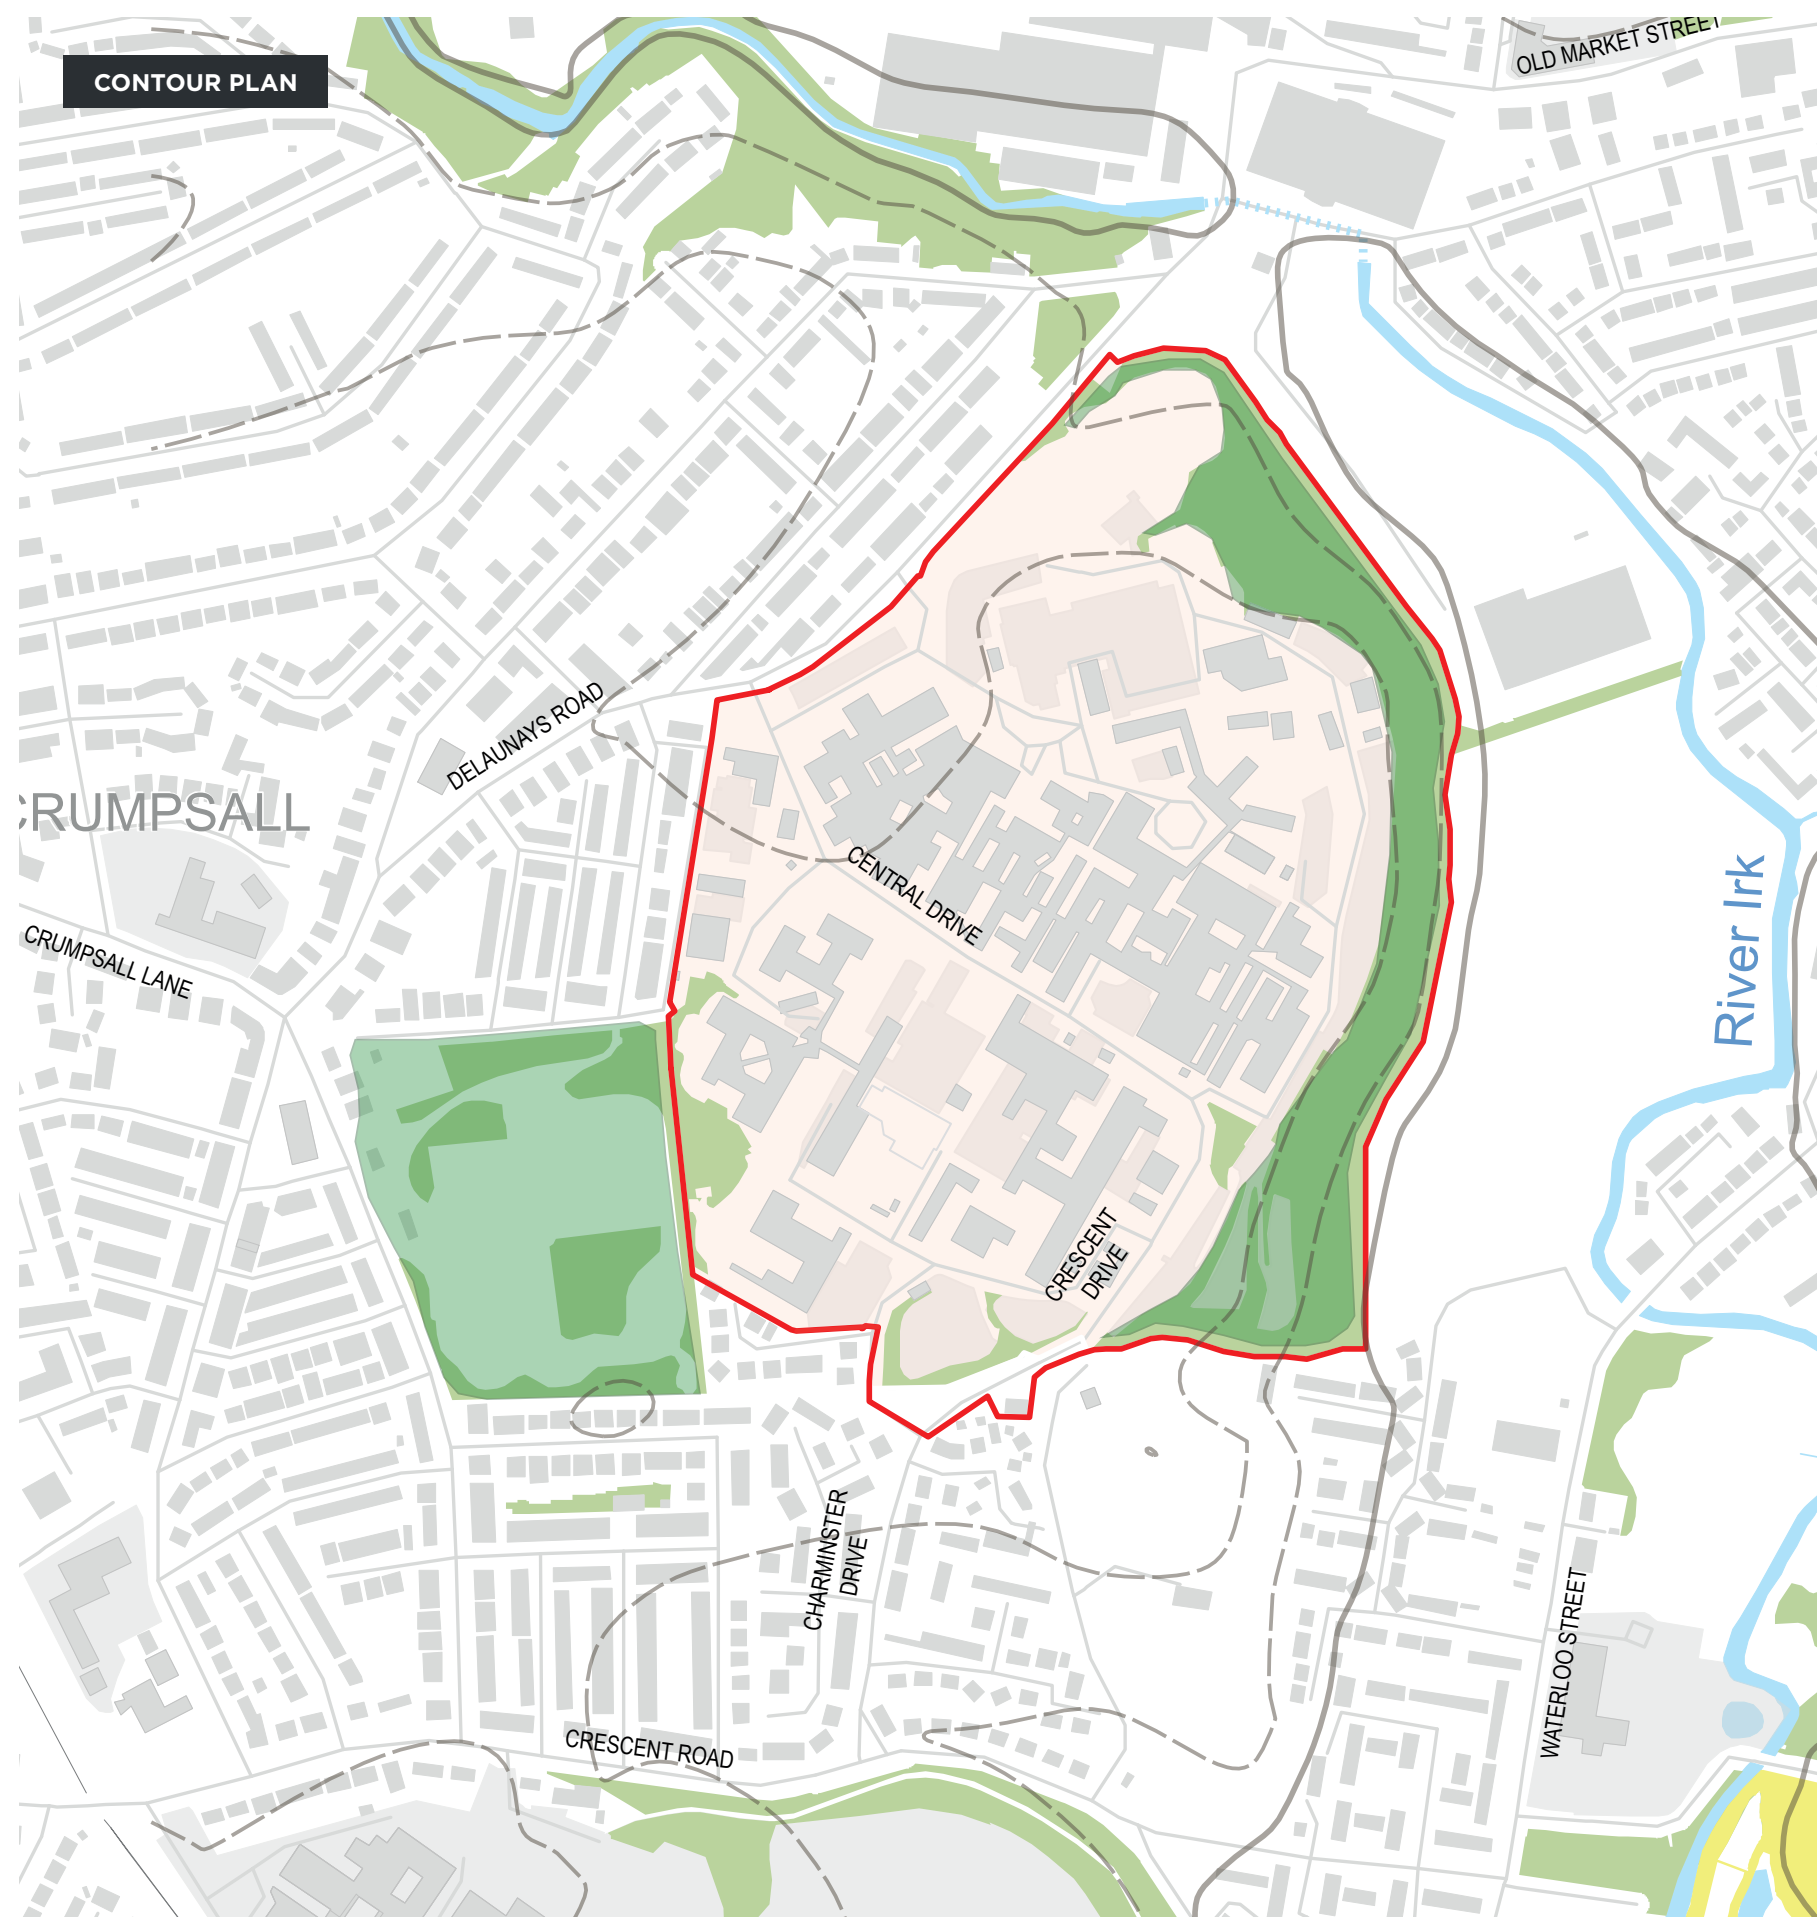 OLD MARKET STREET
CONTOUR PLAN
DELAUNAYS ROAD
CRUMPSALL
CENTRAL DRIVE
CRUMPSALL LANE
River Irk
CRESCENT
DRIVE
CHARMINSTER
DRIVE
WATERLOO STREET
CRESCENT ROAD